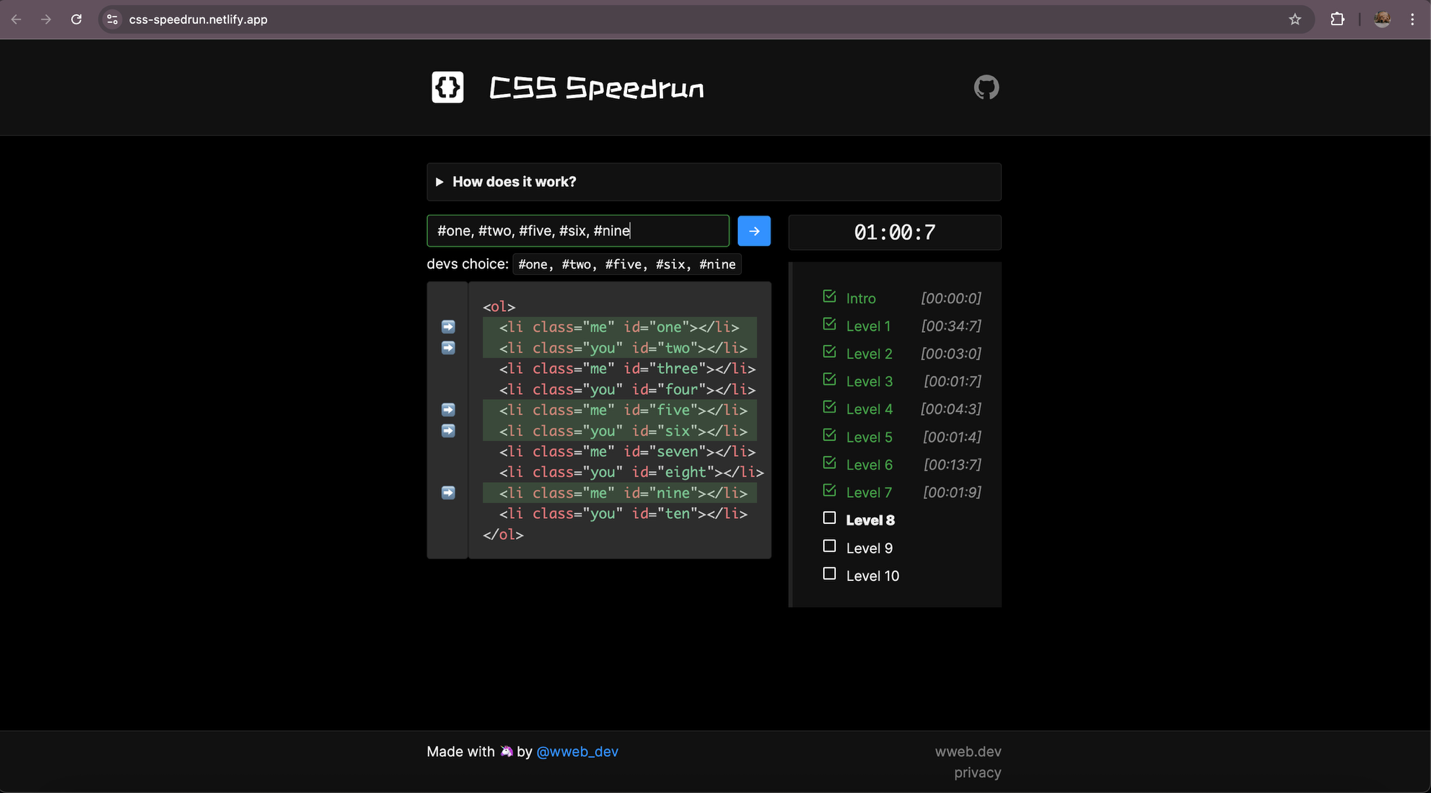 css-speedrun.netlify.app
CSS Speedrun
How does it work?
#one, #two, #five, #six, #nine
01:00:7
devs choice: #one, #two, #five, #six, #nine
<ol>
<li class="me" id="one"></li>
<li class="you" id="two"></li>
<li class="me" id="three"></li>
<li class="you" id="four"></li>
<li class="me" id="five"></li>
<li class="you" id="six"></li>
<li class="me" id="seven"></li>
<li class="you" id="eight"></li>
<li class="me" id="nine"></li>
<li class="you" id="ten"></li>
</ol>
Intro [00:00:0]
Level 1 [00:34:7]
Level 2 [00:03:0]
Level 3 [00:01:7]
Level 4 [00:04:3]
Level 5 [00:01:4]
Level 6 [00:13:7]
Level 7 [00:01:9]
Level 8
Level 9
Level 10
Made with 🦄 by @wweb_dev
wweb.dev
privacy